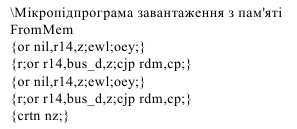 \Мікропідпрограма завантаження з пам'яті
FromMem
{or nil,r14,z;ewl;oey;}
{r;or r14,bus_d,z;cjp rdm,cp;}
{or nil,r14,z;ewl;oey;}
{r;or r14,bus_d,z;cjp rdm,cp;}
{crtn nz;}